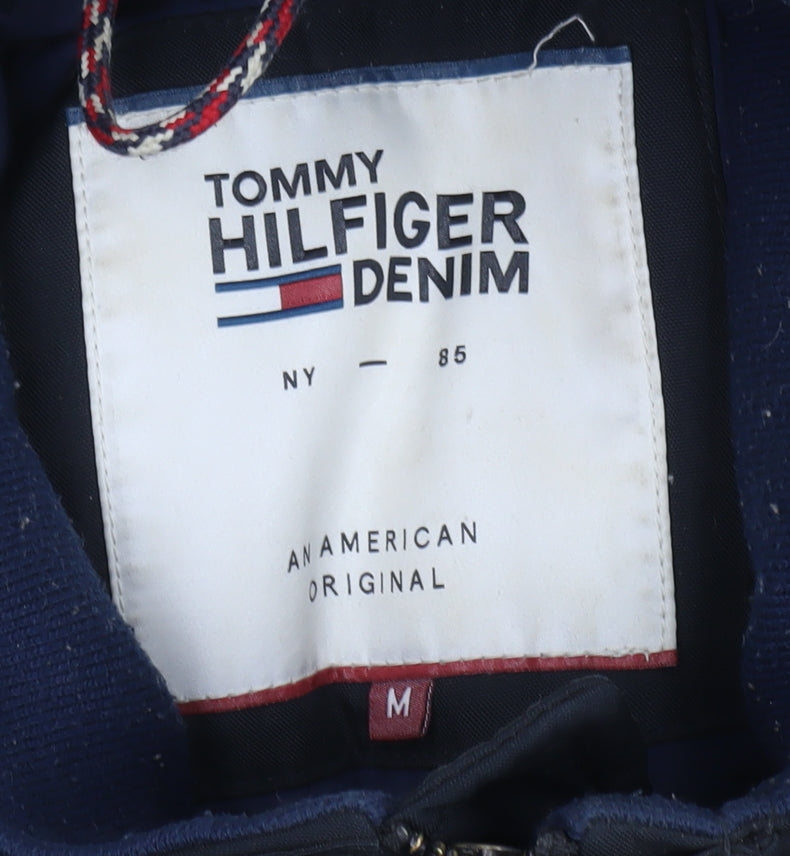 TOMMY
HILFIGER
DENIM
NY — 85
AN AMERICAN
ORIGINAL
M